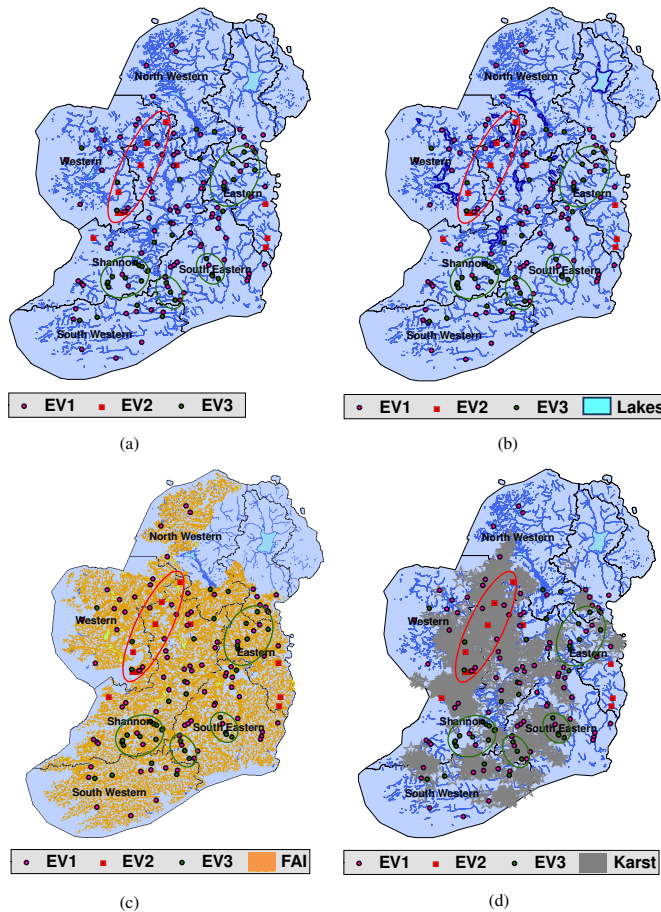 North Western
Western
Eastern
Shannon
South Eastern
South Western
EV1 EV2 EV3
(a)
North Western
Western
Eastern
Shannon
South Eastern
South Western
EV1 EV2 EV3 Lakes
(b)
North Western
Western
Eastern
Shannon
South Eastern
South Western
EV1 EV2 EV3 FAI
(c)
North Western
Western
Eastern
Shannon
South Eastern
South Western
EV1 EV2 EV3 Karst
(d)